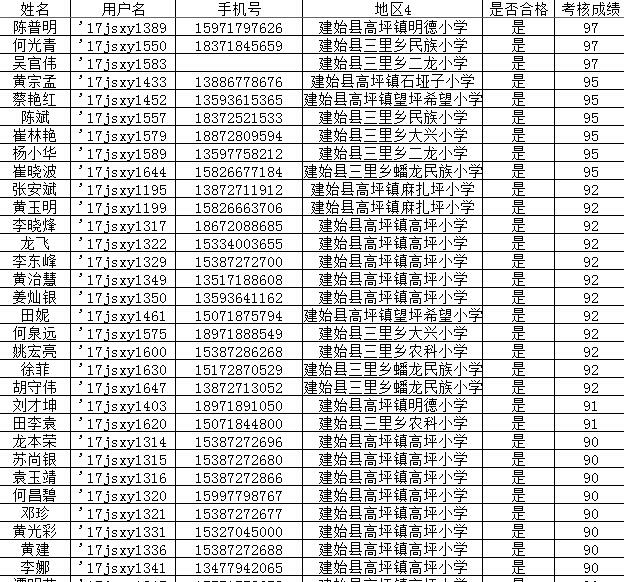 姓名 用户名 手机号 地区4 是否合格 考核成绩
陈普明 '17jsxy1389 15971797626 建始县高坪镇明德小学 是 97
何光青 '17jsxy1550 18371845659 建始县三里乡民族小学 是 97
吴官伟 '17jsxy1583 建始县三里乡二龙小学 是 97
黄宗孟 '17jsxy1433 13886778676 建始县高坪镇石垭子小学 是 95
蔡艳红 '17jsxy1452 13593615365 建始县高坪镇望坪希望小学 是 95
陈斌 '17jsxy1557 18372521533 建始县三里乡民族小学 是 95
崔林艳 '17jsxy1579 18872809594 建始县三里乡大兴小学 是 95
杨小华 '17jsxy1589 13597758212 建始县三里乡二龙小学 是 95
崔晓波 '17jsxy1644 15826677184 建始县三里乡蟠龙民族小学 是 95
张安斌 '17jsxy1195 13872711912 建始县高坪镇麻扎坪小学 是 92
黄玉明 '17jsxy1199 15826663706 建始县高坪镇麻扎坪小学 是 92
李晓烽 '17jsxy1317 18672088685 建始县高坪镇高坪小学 是 92
龙飞 '17jsxy1322 15334003655 建始县高坪镇高坪小学 是 92
李东峰 '17jsxy1329 15387272700 建始县高坪镇高坪小学 是 92
黄治慧 '17jsxy1349 13517188608 建始县高坪镇高坪小学 是 92
姜灿银 '17jsxy1350 13593641162 建始县高坪镇高坪小学 是 92
田妮 '17jsxy1461 15071875794 建始县高坪镇望坪希望小学 是 92
何泉远 '17jsxy1575 18971888549 建始县三里乡大兴小学 是 92
姚宏亮 '17jsxy1600 15387286268 建始县三里乡农科小学 是 92
徐菲 '17jsxy1630 15172870529 建始县三里乡蟠龙民族小学 是 92
胡守伟 '17jsxy1647 13872713052 建始县三里乡蟠龙民族小学 是 92
刘才坤 '17jsxy1403 18971891050 建始县高坪镇明德小学 是 91
田李袁 '17jsxy1620 15071844800 建始县三里乡农科小学 是 91
龙本荣 '17jsxy1314 15387272696 建始县高坪镇高坪小学 是 90
苏尚银 '17jsxy1315 15387272680 建始县高坪镇高坪小学 是 90
袁玉靖 '17jsxy1316 15387272866 建始县高坪镇高坪小学 是 90
何昌碧 '17jsxy1320 15997798767 建始县高坪镇高坪小学 是 90
邓珍 '17jsxy1321 15387272677 建始县高坪镇高坪小学 是 90
黄光彩 '17jsxy1331 15327045000 建始县高坪镇高坪小学 是 90
黄建 '17jsxy1336 15387272688 建始县高坪镇高坪小学 是 90
李娜 '17jsxy1341 13477942065 建始县高坪镇高坪小学 是 90